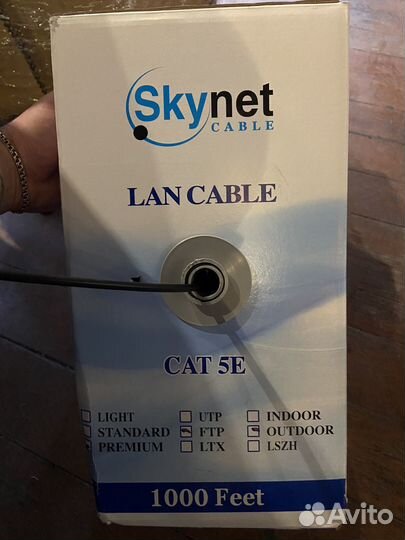 Skynet
CABLE
LAN CABLE
CAT 5E
LIGHT UTP INDOOR
STANDARD FTP OUTDOOR
PREMIUM LTX LSZH
1000 Feet
Avito